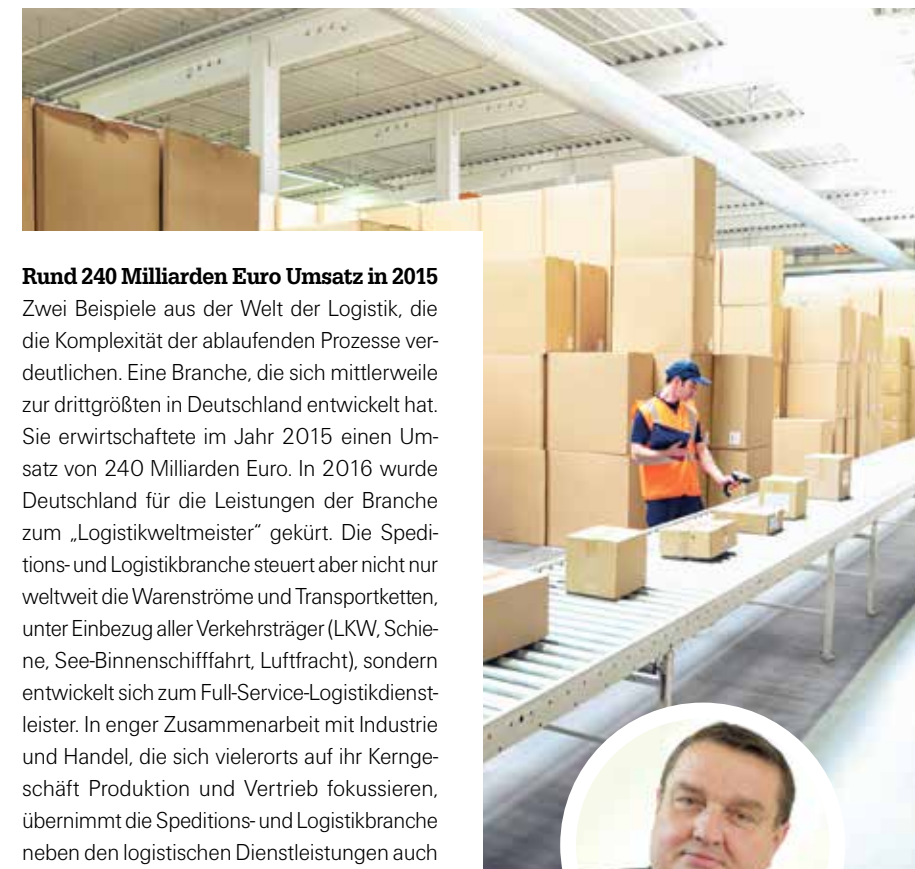 Rund 240 Milliarden Euro Umsatz in 2015
Zwei Beispiele aus der Welt der Logistik, die
die Komplexität der ablaufenden Prozesse ver-
deutlichen. Eine Branche, die sich mittlerweile
zur drittgrößten in Deutschland entwickelt hat.
Sie erwirtschaftete im Jahr 2015 einen Um-
satz von 240 Milliarden Euro. In 2016 wurde
Deutschland für die Leistungen der Branche
zum „Logistikweltmeister“ gekürt. Die Spedi-
tions- und Logistikbranche steuert aber nicht nur
weltweit die Warenströme und Transportketten,
unter Einbezug aller Verkehrsträger (LKW, Schie-
ne, See-Binnenschifffahrt, Luftfracht), sondern
entwickelt sich zum Full-Service-Logistikdienst-
leister. In enger Zusammenarbeit mit Industrie
und Handel, die sich vielerorts auf ihr Kernge-
schäft Produktion und Vertrieb fokussieren,
übernimmt die Speditions- und Logistikbranche
neben den logistischen Dienstleistungen auch